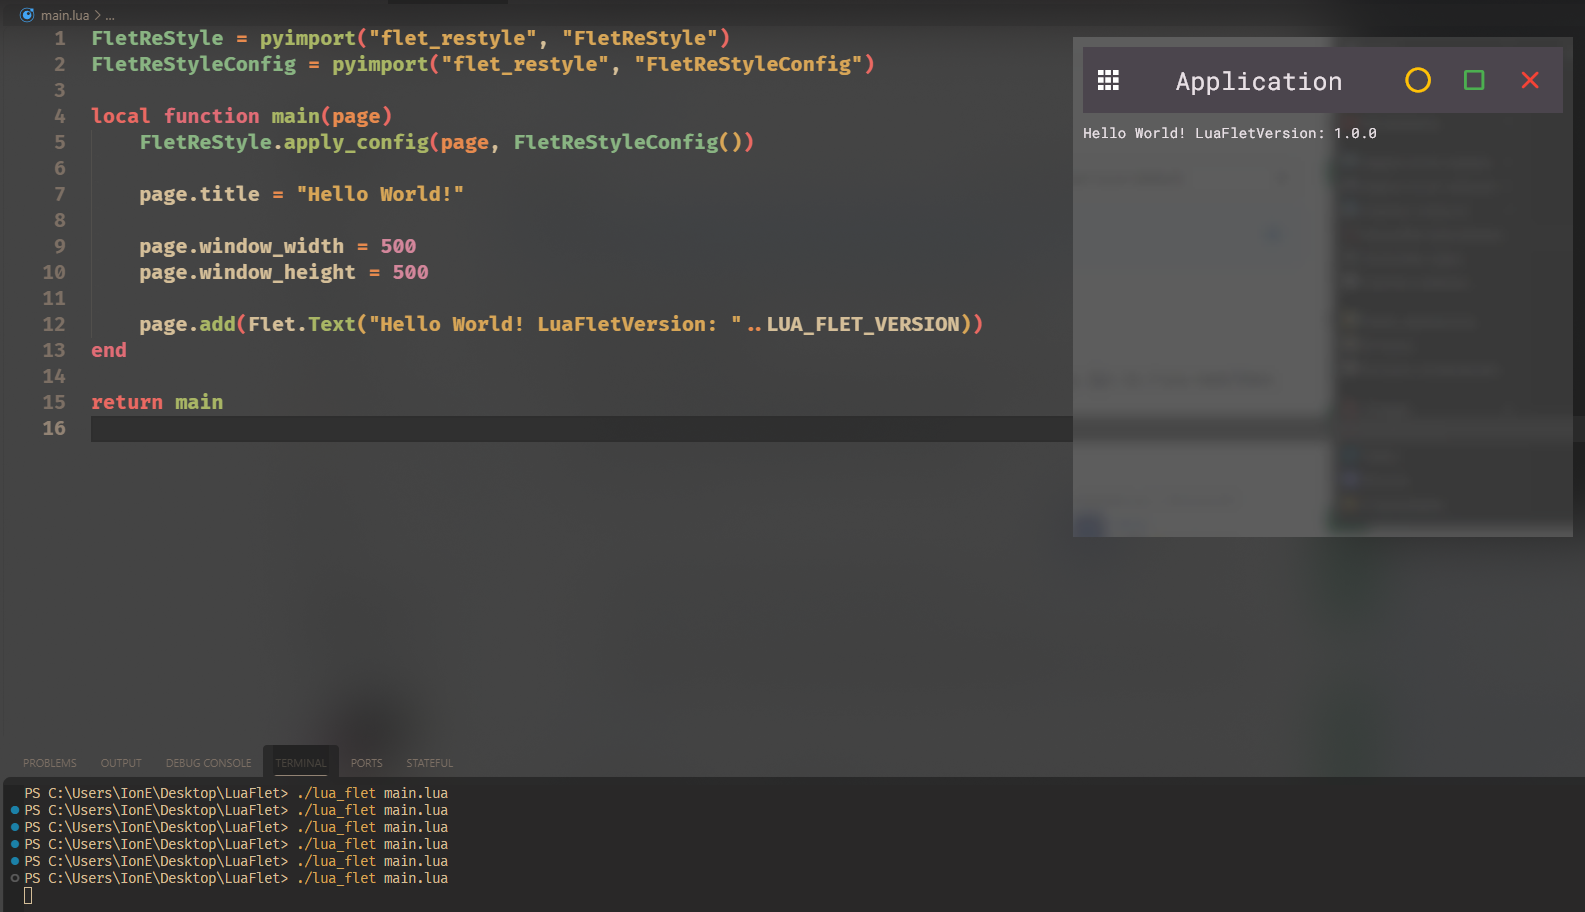 main.lua > ...
1 FletReStyle = pyimport("flet_restyle", "FletReStyle")
2 FletReStyleConfig = pyimport("flet_restyle", "FletReStyleConfig")
3
4 local function main(page)
5 FletReStyle.apply_config(page, FletReStyleConfig())
6
7 page.title = "Hello World!"
8
9 page.window_width = 500
10 page.window_height = 500
11
12 page.add(Flet.Text("Hello World! LuaFletVersion: "..LUA_FLET_VERSION))
13 end
14
15 return main
16
Application
Hello World! LuaFletVersion: 1.0.0
PROBLEMS OUTPUT DEBUG CONSOLE TERMINAL PORTS STATEFUL
PS C:\Users\IonE\Desktop\LuaFlet> ./lua_flet main.lua
PS C:\Users\IonE\Desktop\LuaFlet> ./lua_flet main.lua
PS C:\Users\IonE\Desktop\LuaFlet> ./lua_flet main.lua
PS C:\Users\IonE\Desktop\LuaFlet> ./lua_flet main.lua
PS C:\Users\IonE\Desktop\LuaFlet> ./lua_flet main.lua
PS C:\Users\IonE\Desktop\LuaFlet> ./lua_flet main.lua